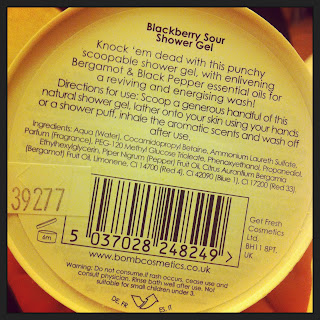 Blackberry Sour
Shower Gel
Knock 'em dead with this punchy
scoopable shower gel, with enlivening
Bergamot & Black Pepper essential oils for
a reviving and energising wash!
Directions for use: Scoop a generous handful of this
natural shower gel, lather onto your skin using your hands
or a shower puff, inhale the aromatic scents and wash off
after use.
Ingredients: Aqua (Water), Cocamidopropyl Betaine, Ammonium Laureth Sulfate,
Parfum (Fragrance), PEG-120 Methyl Glucose Trioleate, Phenoxyethanol, Propanediol,
Ethylhexylglycerin, Piper Nigrum (Pepper) Fruit Oil, Citrus Aurantium Bergamia
(Bergamot) Fruit Oil, Limonene, CI 14700 (Red 4), CI 42090 (Blue 1), CI 17200 (Red 33).
39277
6m
5 037028 248249 >
Get Fresh
Cosmetics
Ltd.
BH11 8PT.
UK.
www.bombcosmetics.co.uk
Warning: Do not consume. If rash occurs, cease use and
consult physician. Rinse bath well after use. Not
suitable for small children under 3.
DE, FR
ES, IT